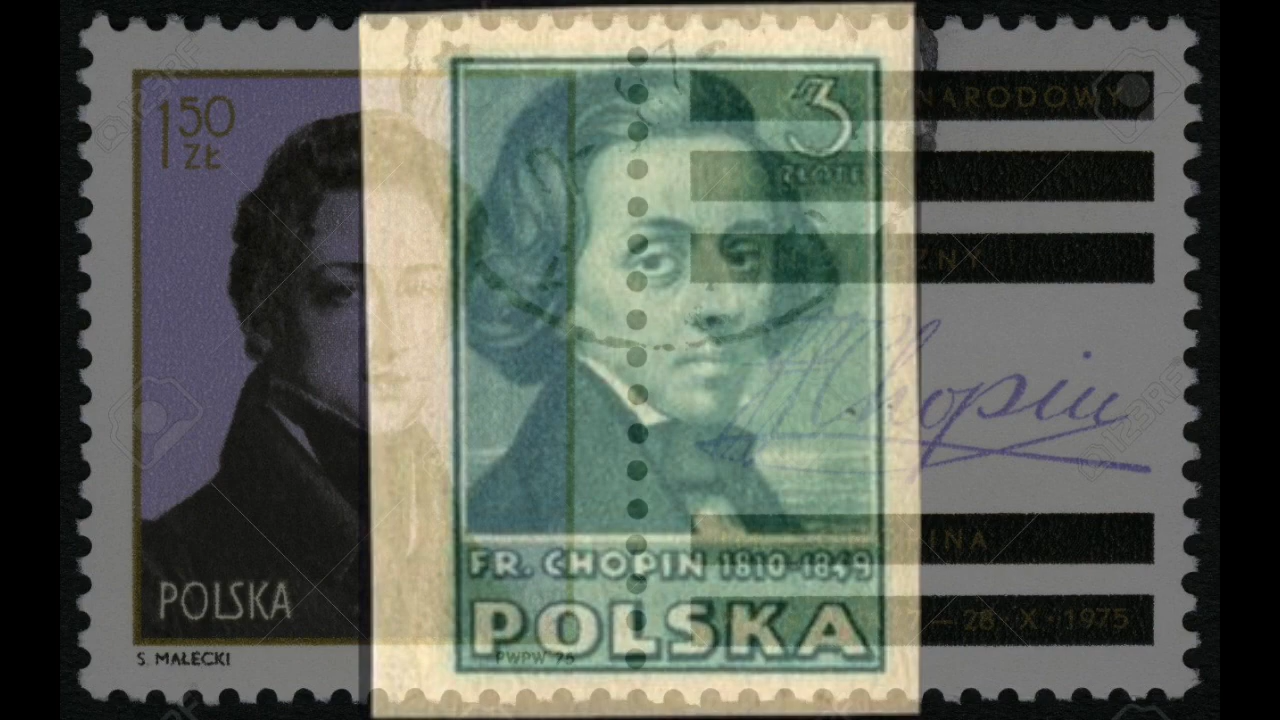 1 50
ZŁ
POLSKA
S. MAŁECKI
3
ZŁOTE
FR. CHOPIN 1810-1849
POLSKA
PWPW 75
NARODOWY
ZNY
Chopin
INA
— 28 · X · 1975
123RF